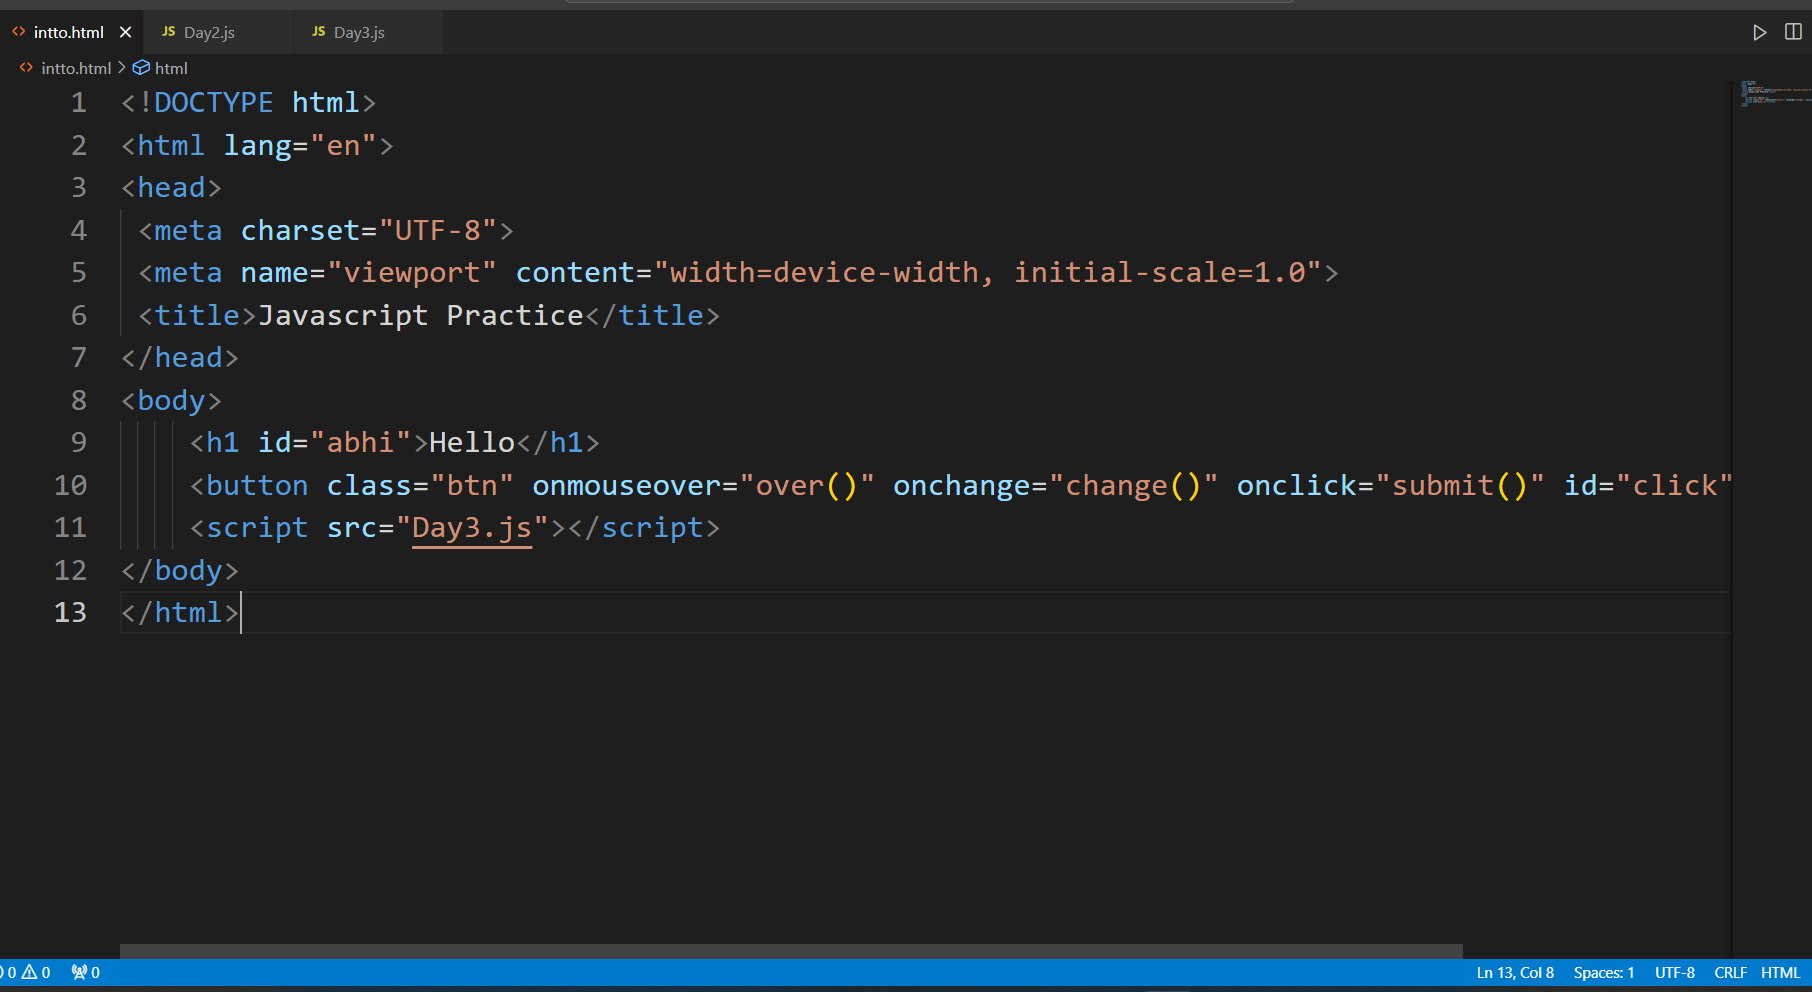 intto.html JS Day2.js JS Day3.js
intto.html > html
1 <!DOCTYPE html>
2 <html lang="en">
3 <head>
4 <meta charset="UTF-8">
5 <meta name="viewport" content="width=device-width, initial-scale=1.0">
6 <title>Javascript Practice</title>
7 </head>
8 <body>
9 <h1 id="abhi">Hello</h1>
10 <button class="btn" onmouseover="over()" onchange="change()" onclick="submit()" id="click"
11 <script src="Day3.js"></script>
12 </body>
13 </html>
0 0 0 Ln 13, Col 8 Spaces: 1 UTF-8 CRLF HTML